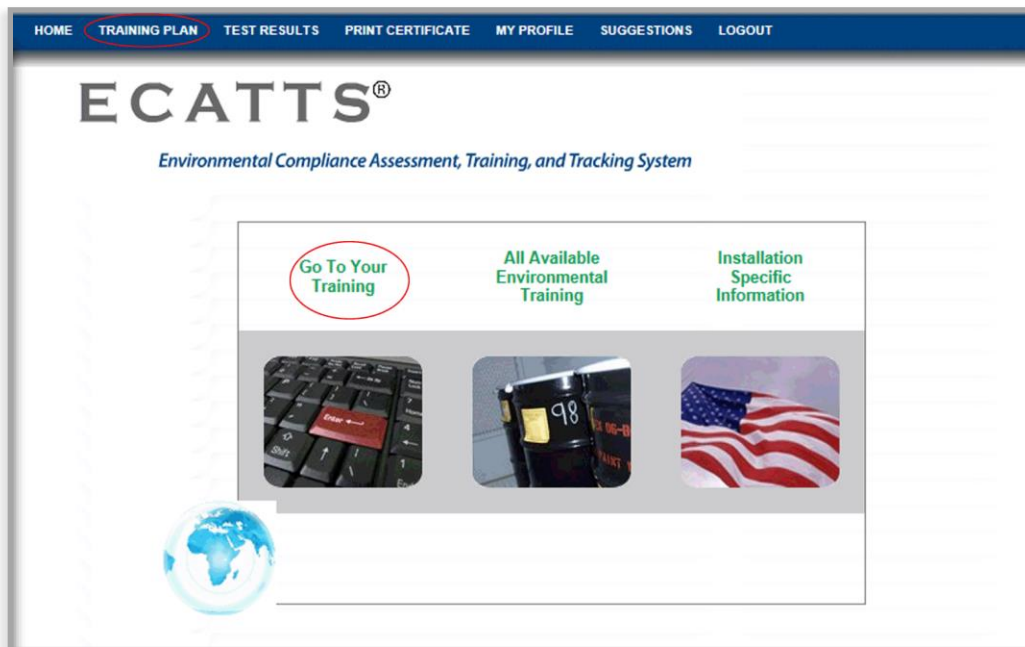 HOME TRAINING PLAN TEST RESULTS PRINT CERTIFICATE MY PROFILE SUGGESTIONS LOGOUT
ECATTS®
Environmental Compliance Assessment, Training, and Tracking System
Go To Your
Training
All Available
Environmental
Training
Installation
Specific
Information
Enter
Shift
98